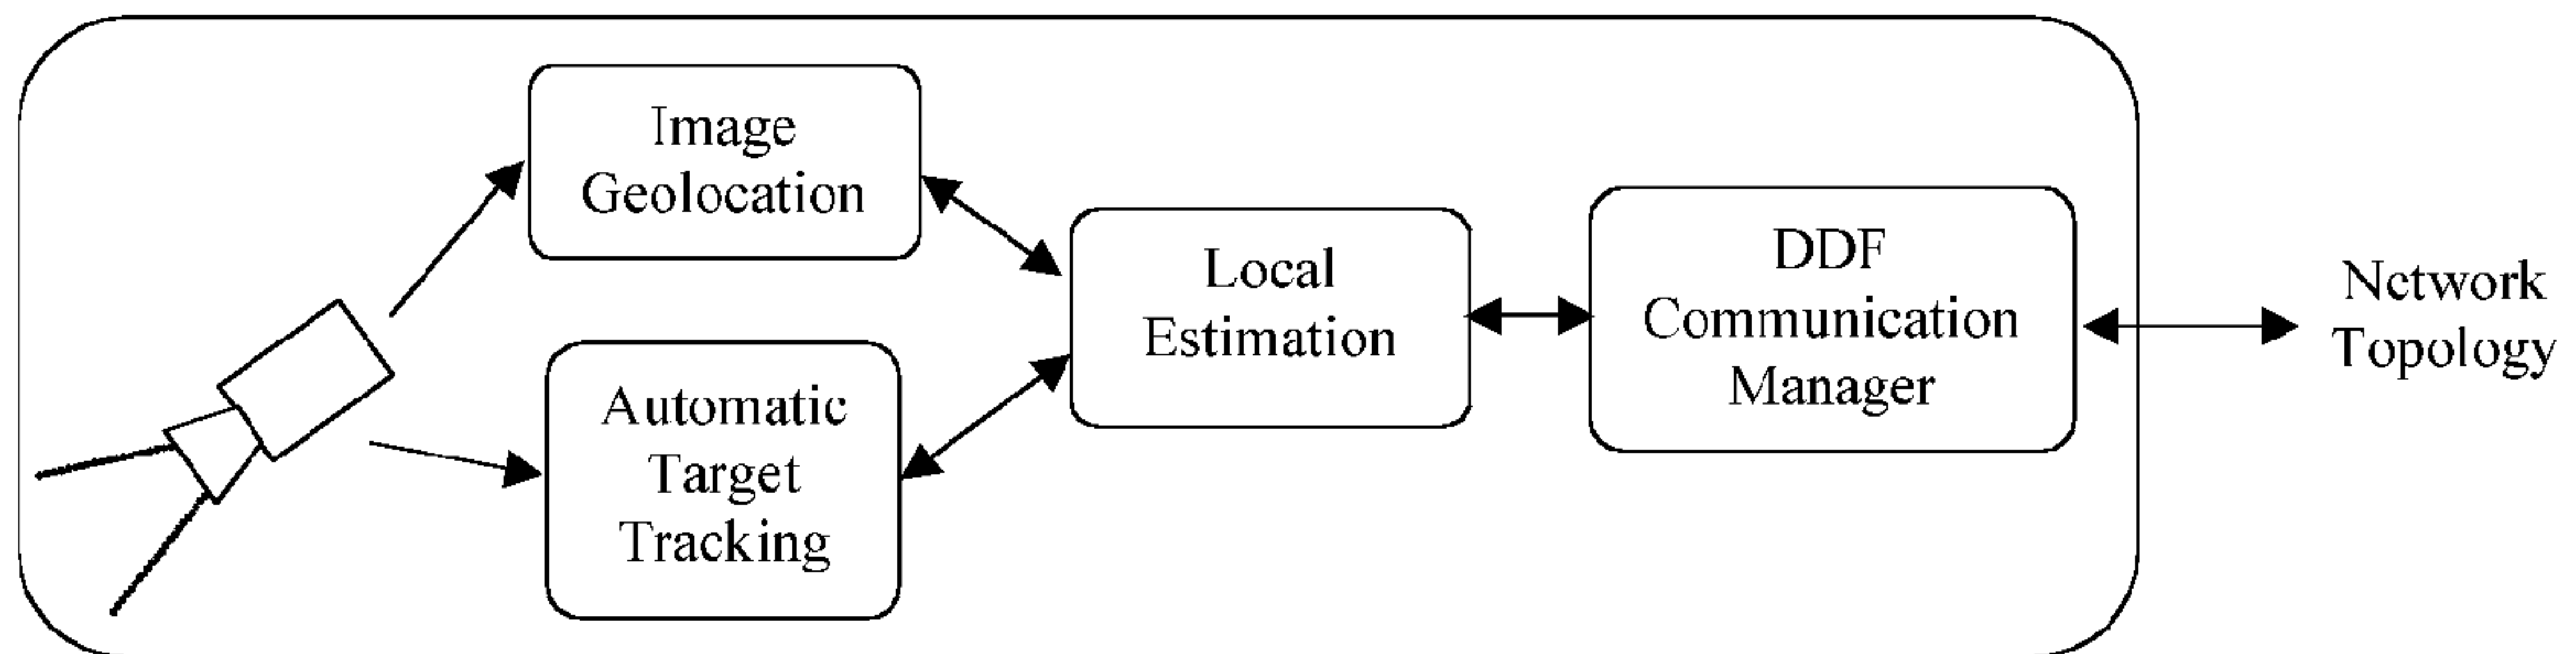 Image
Geolocation
Automatic
Target
Tracking
Local
Estimation
DDF
Communication
Manager
Network
Topology